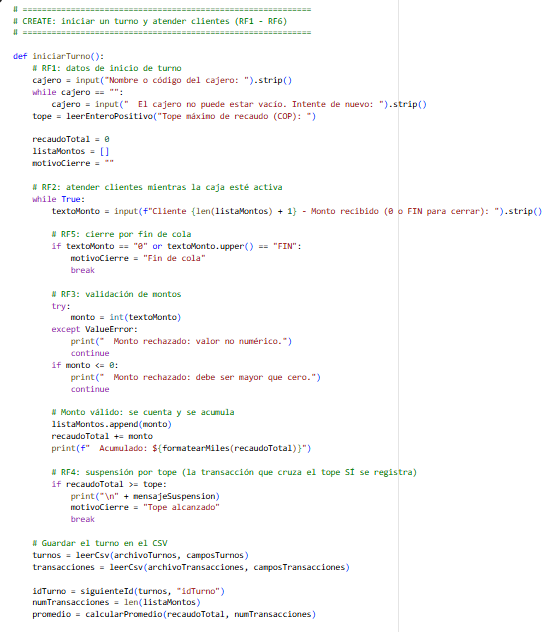 # ============================================================
# CREATE: iniciar un turno y atender clientes (RF1 - RF6)
# ============================================================
def iniciarTurno():
# RF1: datos de inicio de turno
cajero = input("Nombre o código del cajero: ").strip()
while cajero == "":
cajero = input("  El cajero no puede estar vacío. Intente de nuevo: ").strip()
tope = leerEnteroPositivo("Tope máximo de recaudo (COP): ")
recaudoTotal = 0
listaMontos = []
motivoCierre = ""
# RF2: atender clientes mientras la caja esté activa
while True:
textoMonto = input(f"Cliente {len(listaMontos) + 1} - Monto recibido (0 o FIN para cerrar): ").strip()
# RF5: cierre por fin de cola
if textoMonto == "0" or textoMonto.upper() == "FIN":
motivoCierre = "Fin de cola"
break
# RF3: validación de montos
try:
monto = int(textoMonto)
except ValueError:
print("  Monto rechazado: valor no numérico.")
continue
if monto <= 0:
print("  Monto rechazado: debe ser mayor que cero.")
continue
# Monto válido: se cuenta y se acumula
listaMontos.append(monto)
recaudoTotal += monto
print(f"  Acumulado: ${formatearMiles(recaudoTotal)}")
# RF4: suspensión por tope (la transacción que cruza el tope SÍ se registra)
if recaudoTotal >= tope:
print("\n" + mensajeSuspension)
motivoCierre = "Tope alcanzado"
break
# Guardar el turno en el CSV
turnos = leerCsv(archivoTurnos, camposTurnos)
transacciones = leerCsv(archivoTransacciones, camposTransacciones)
idTurno = siguienteId(turnos, "idTurno")
numTransacciones = len(listaMontos)
promedio = calcularPromedio(recaudoTotal, numTransacciones)